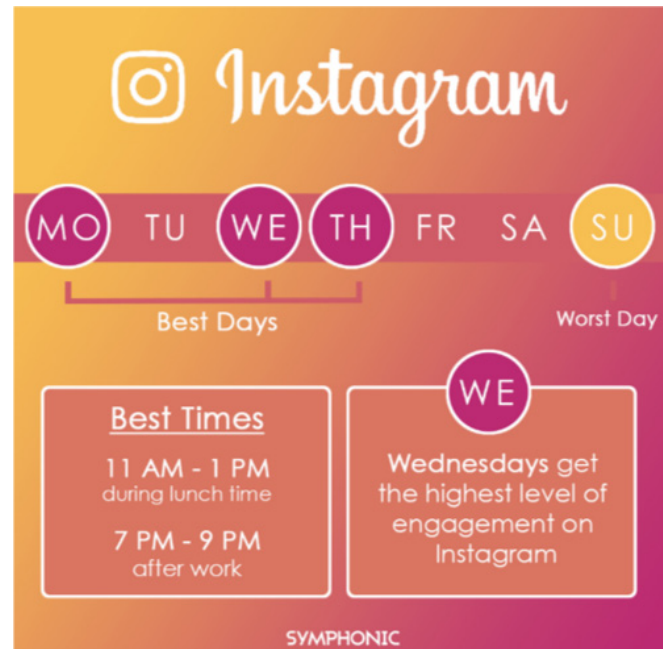 Instagram
MO TU WE TH FR SA SU
Best Days
Worst Day
Best Times
11 AM - 1 PM
during lunch time
7 PM - 9 PM
after work
WE
Wednesdays get
the highest level of
engagement on
Instagram
SYMPHONIC